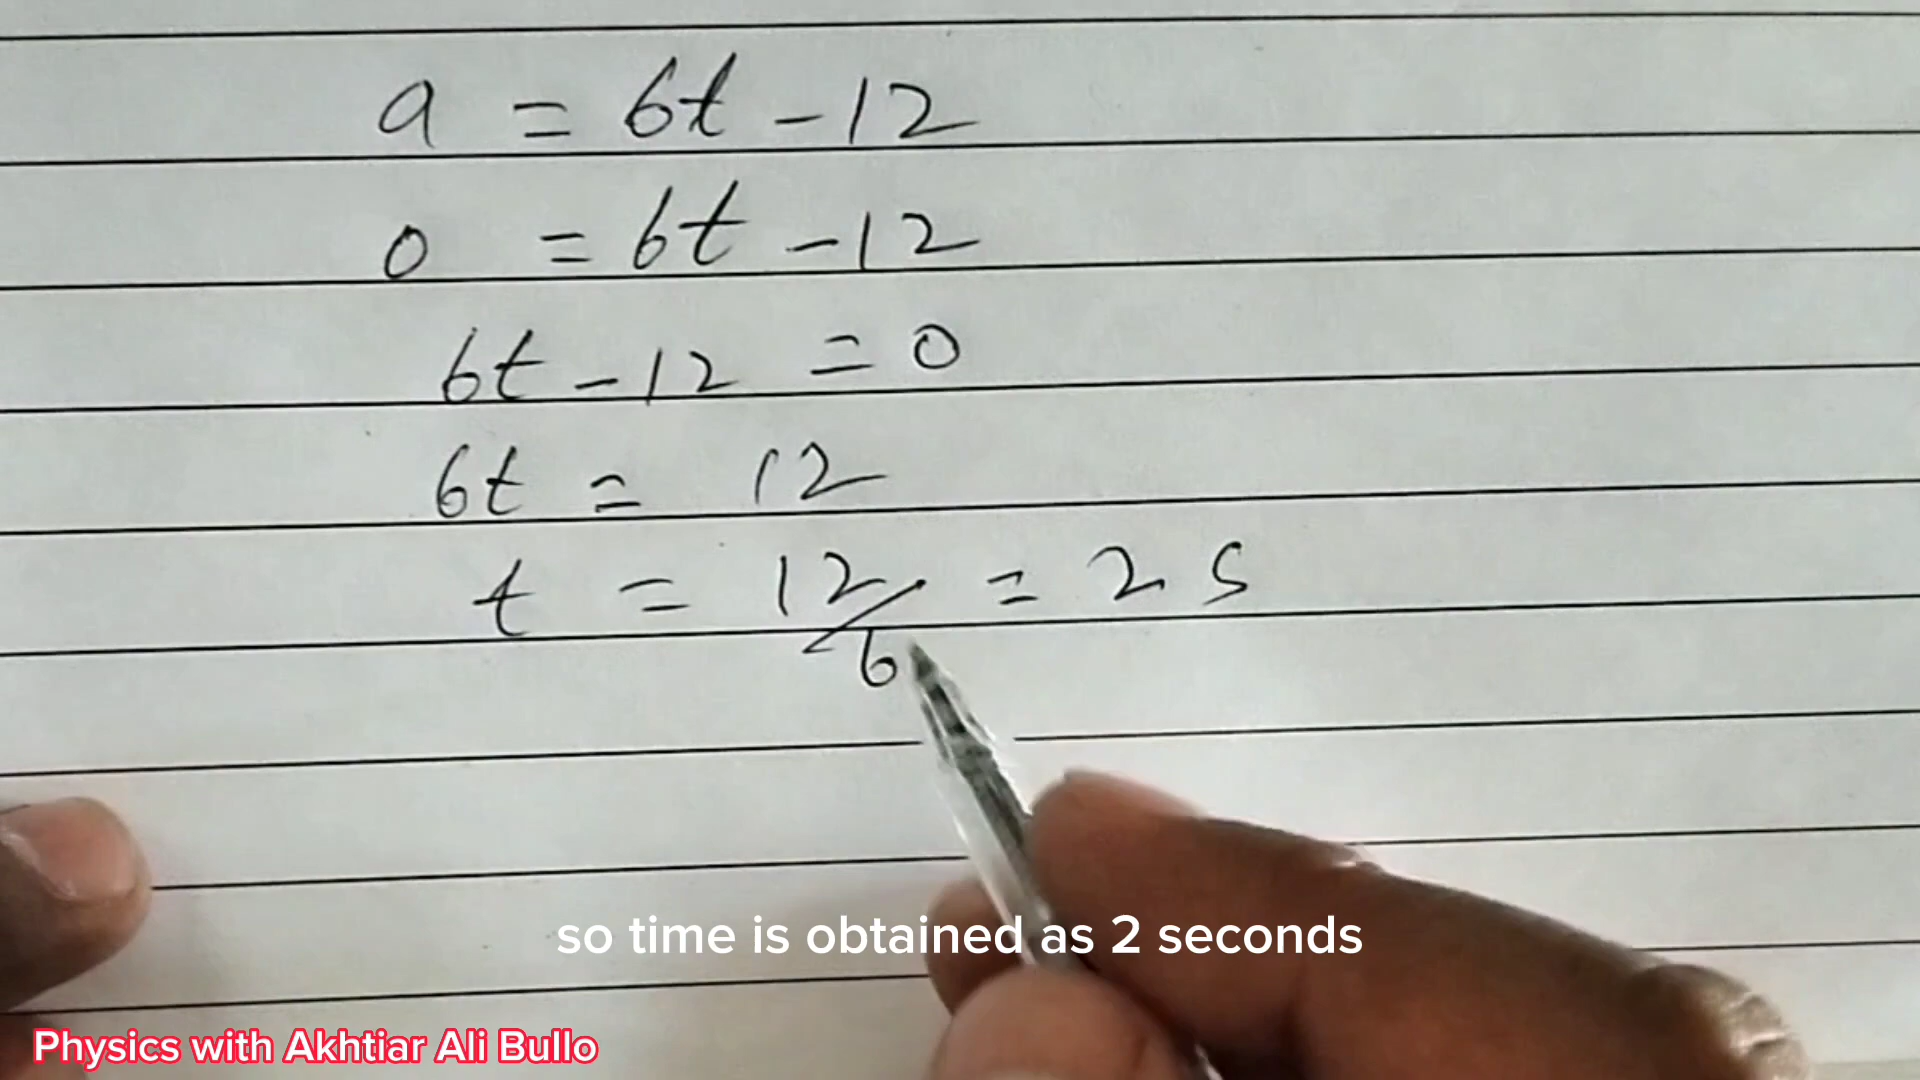 a = 6t - 12
0 = 6t - 12
6t - 12 = 0
6t = 12
t = 12/6 = 2 s
so time is obtained as 2 seconds
Physics with Akhtiar Ali Bullo